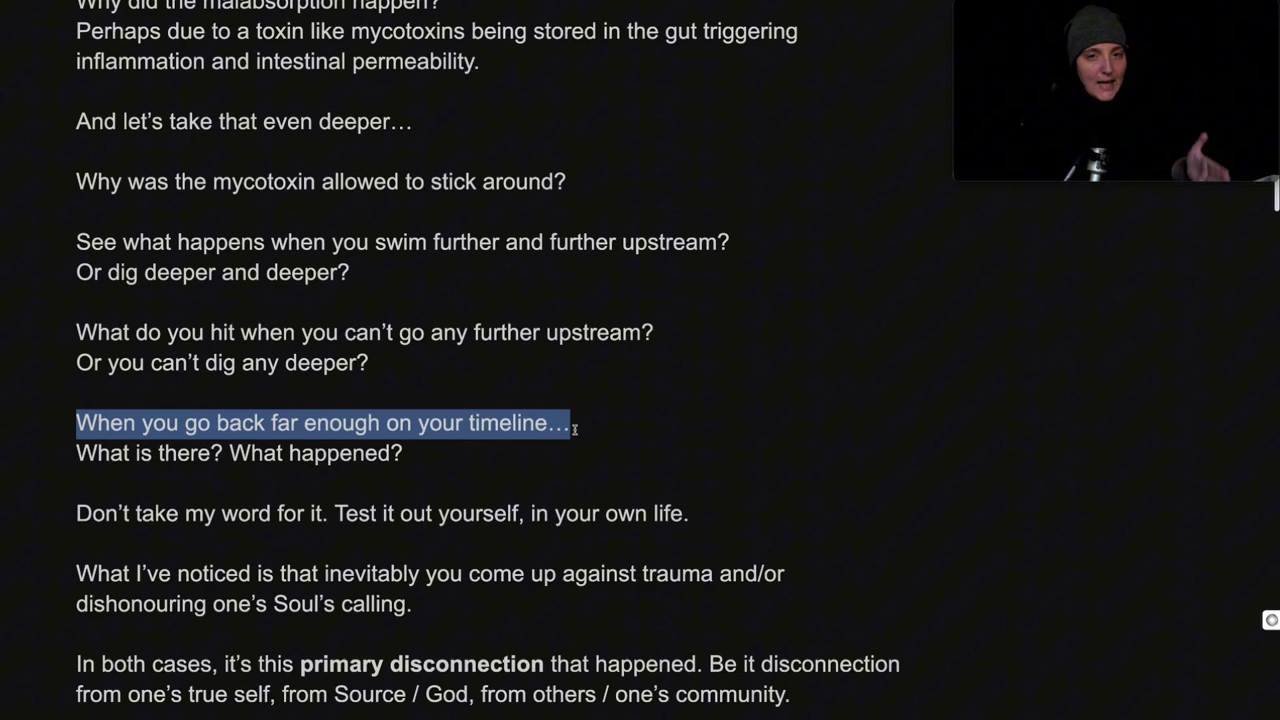 Why did the malabsorption happen?
Perhaps due to a toxin like mycotoxins being stored in the gut triggering
inflammation and intestinal permeability.
And let’s take that even deeper…
Why was the mycotoxin allowed to stick around?
See what happens when you swim further and further upstream?
Or dig deeper and deeper?
What do you hit when you can’t go any further upstream?
Or you can’t dig any deeper?
When you go back far enough on your timeline…
What is there? What happened?
Don’t take my word for it. Test it out yourself, in your own life.
What I’ve noticed is that inevitably you come up against trauma and/or
dishonouring one’s Soul’s calling.
In both cases, it’s this primary disconnection that happened. Be it disconnection
from one’s true self, from Source / God, from others / one’s community.